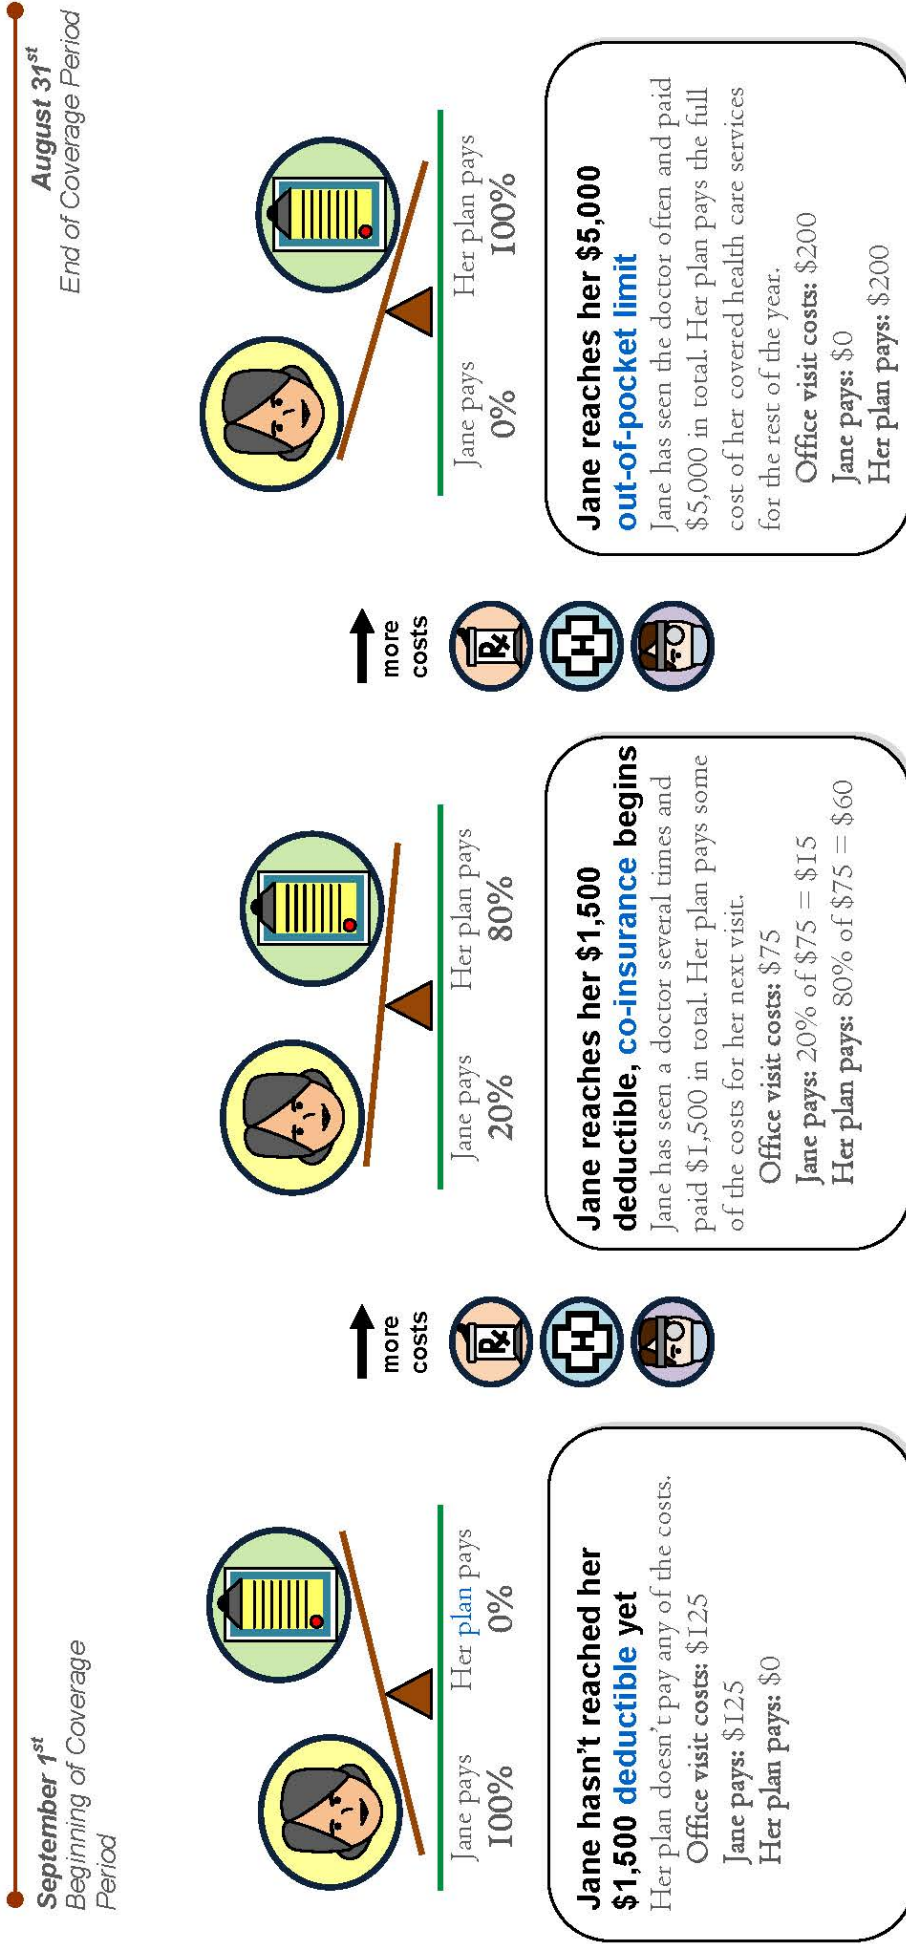 September 1st
Beginning of Coverage
Period
August 31st
End of Coverage Period
Jane pays
100%
Her plan pays
0%
Jane hasn't reached her
$1,500 deductible yet
Her plan doesn't pay any of the costs.
Office visit costs: $125
Jane pays: $125
Her plan pays: $0
more
costs
Rx
H
Jane pays
20%
Her plan pays
80%
Jane reaches her $1,500
deductible, co-insurance begins
Jane has seen a doctor several times and
paid $1,500 in total. Her plan pays some
of the costs for her next visit.
Office visit costs: $75
Jane pays: 20% of $75 = $15
Her plan pays: 80% of $75 = $60
more
costs
Rx
H
Jane pays
0%
Her plan pays
100%
Jane reaches her $5,000
out-of-pocket limit
Jane has seen the doctor often and paid
$5,000 in total. Her plan pays the full
cost of her covered health care services
for the rest of the year.
Office visit costs: $200
Jane pays: $0
Her plan pays: $200